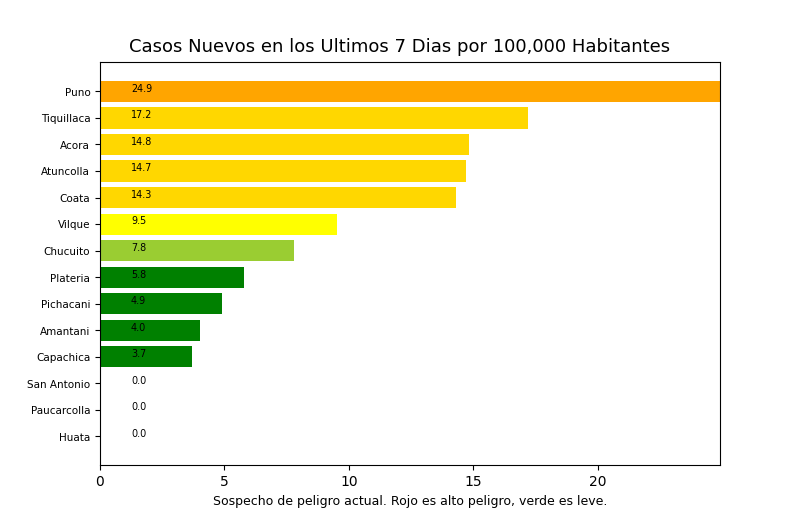 Casos Nuevos en los Ultimos 7 Dias por 100,000 Habitantes
Puno 24.9
Tiquillaca 17.2
Acora 14.8
Atuncolla 14.7
Coata 14.3
Vilque 9.5
Chucuito 7.8
Plateria 5.8
Pichacani 4.9
Amantani 4.0
Capachica 3.7
San Antonio 0.0
Paucarcolla 0.0
Huata 0.0
0 5 10 15 20
Sospecho de peligro actual. Rojo es alto peligro, verde es leve.